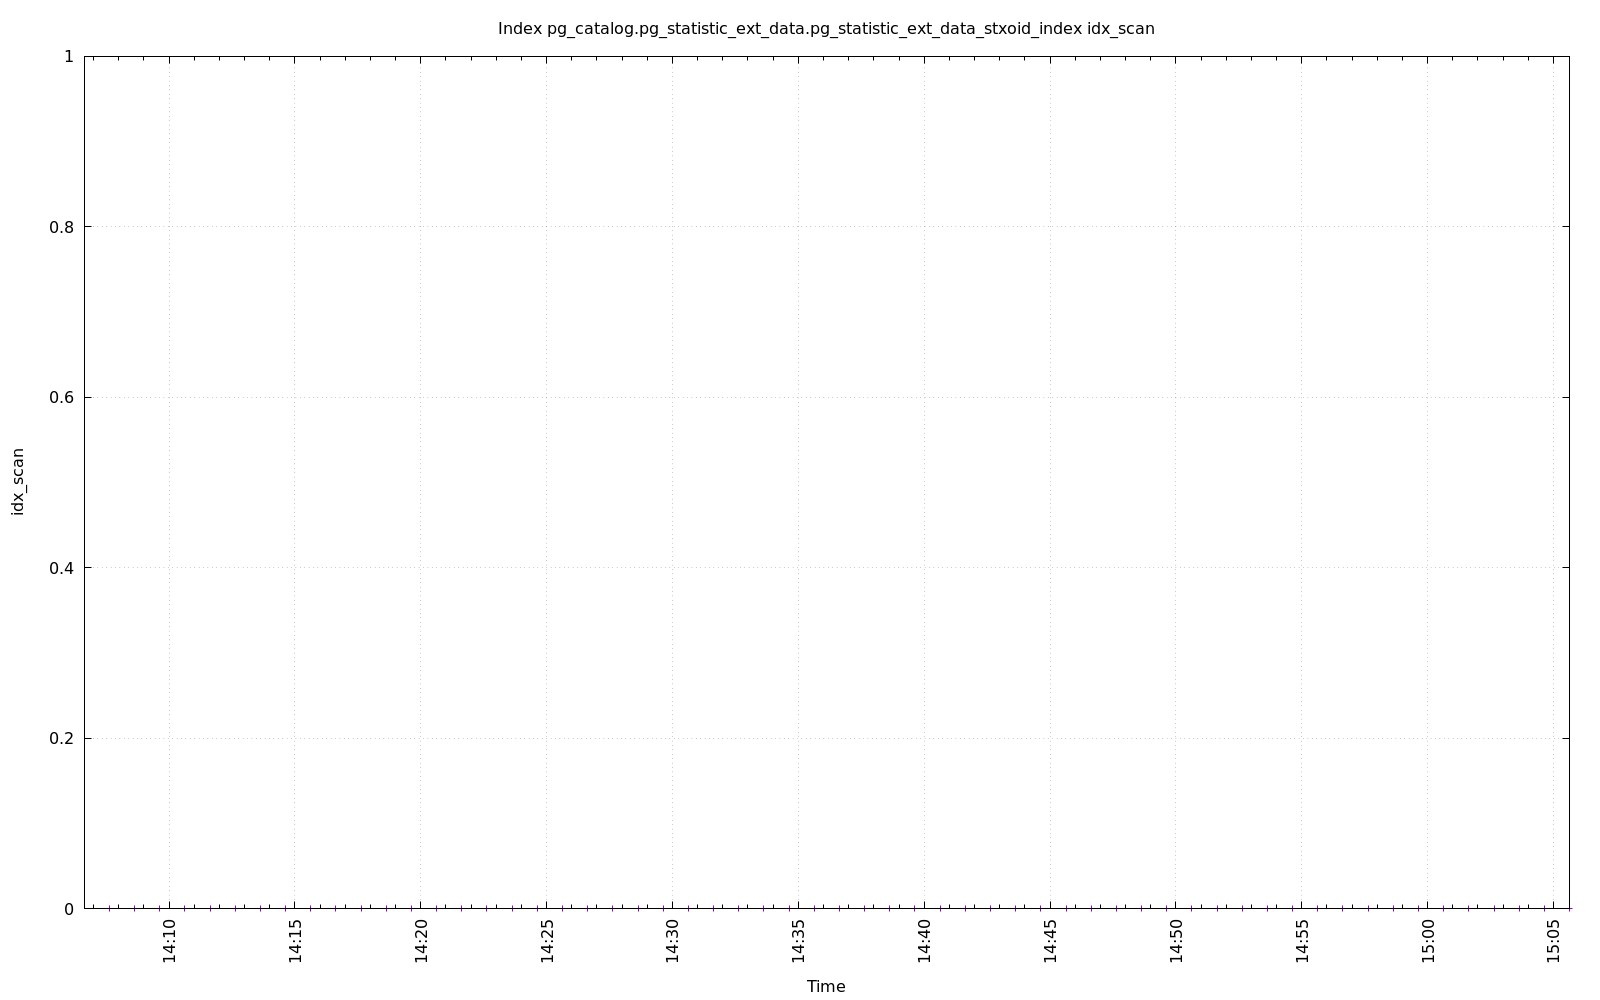 Index pg_catalog.pg_statistic_ext_data.pg_statistic_ext_data_stxoid_index idx_scan
1
0.8
0.6
idx_scan
0.4
0.2
0
14:10 14:15 14:20 14:25 14:30 14:35 14:40 14:45 14:50 14:55 15:00 15:05
Time